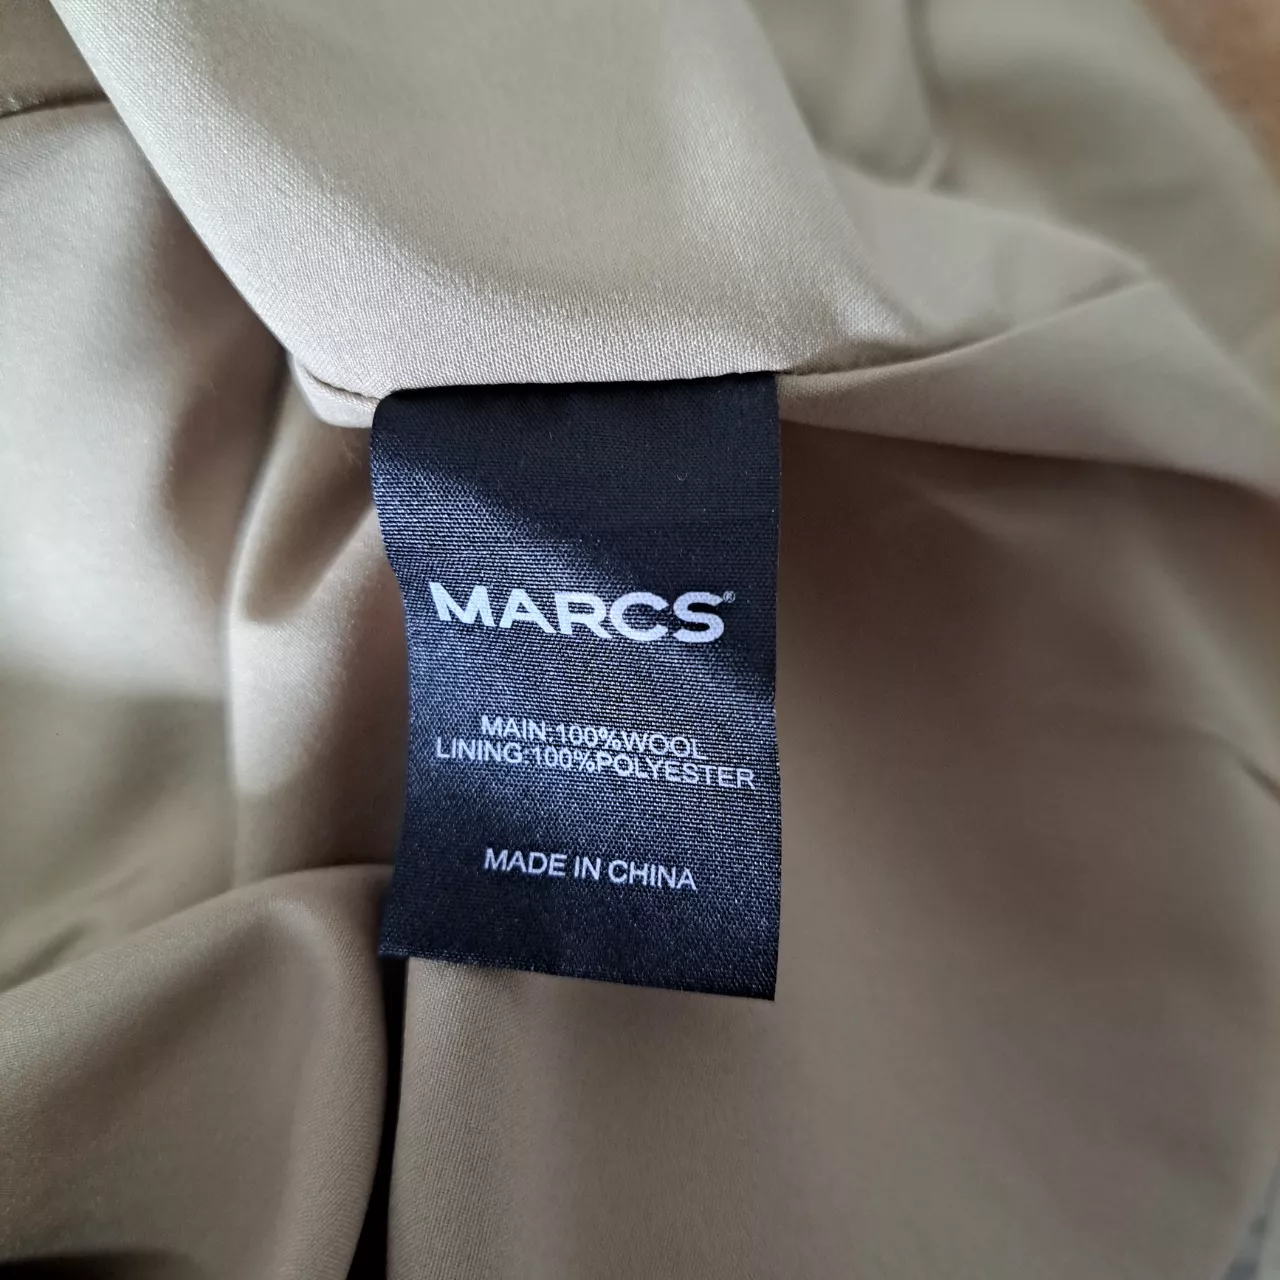 MARCS®
MAIN:100%WOOL
LINING:100%POLYESTER
MADE IN CHINA